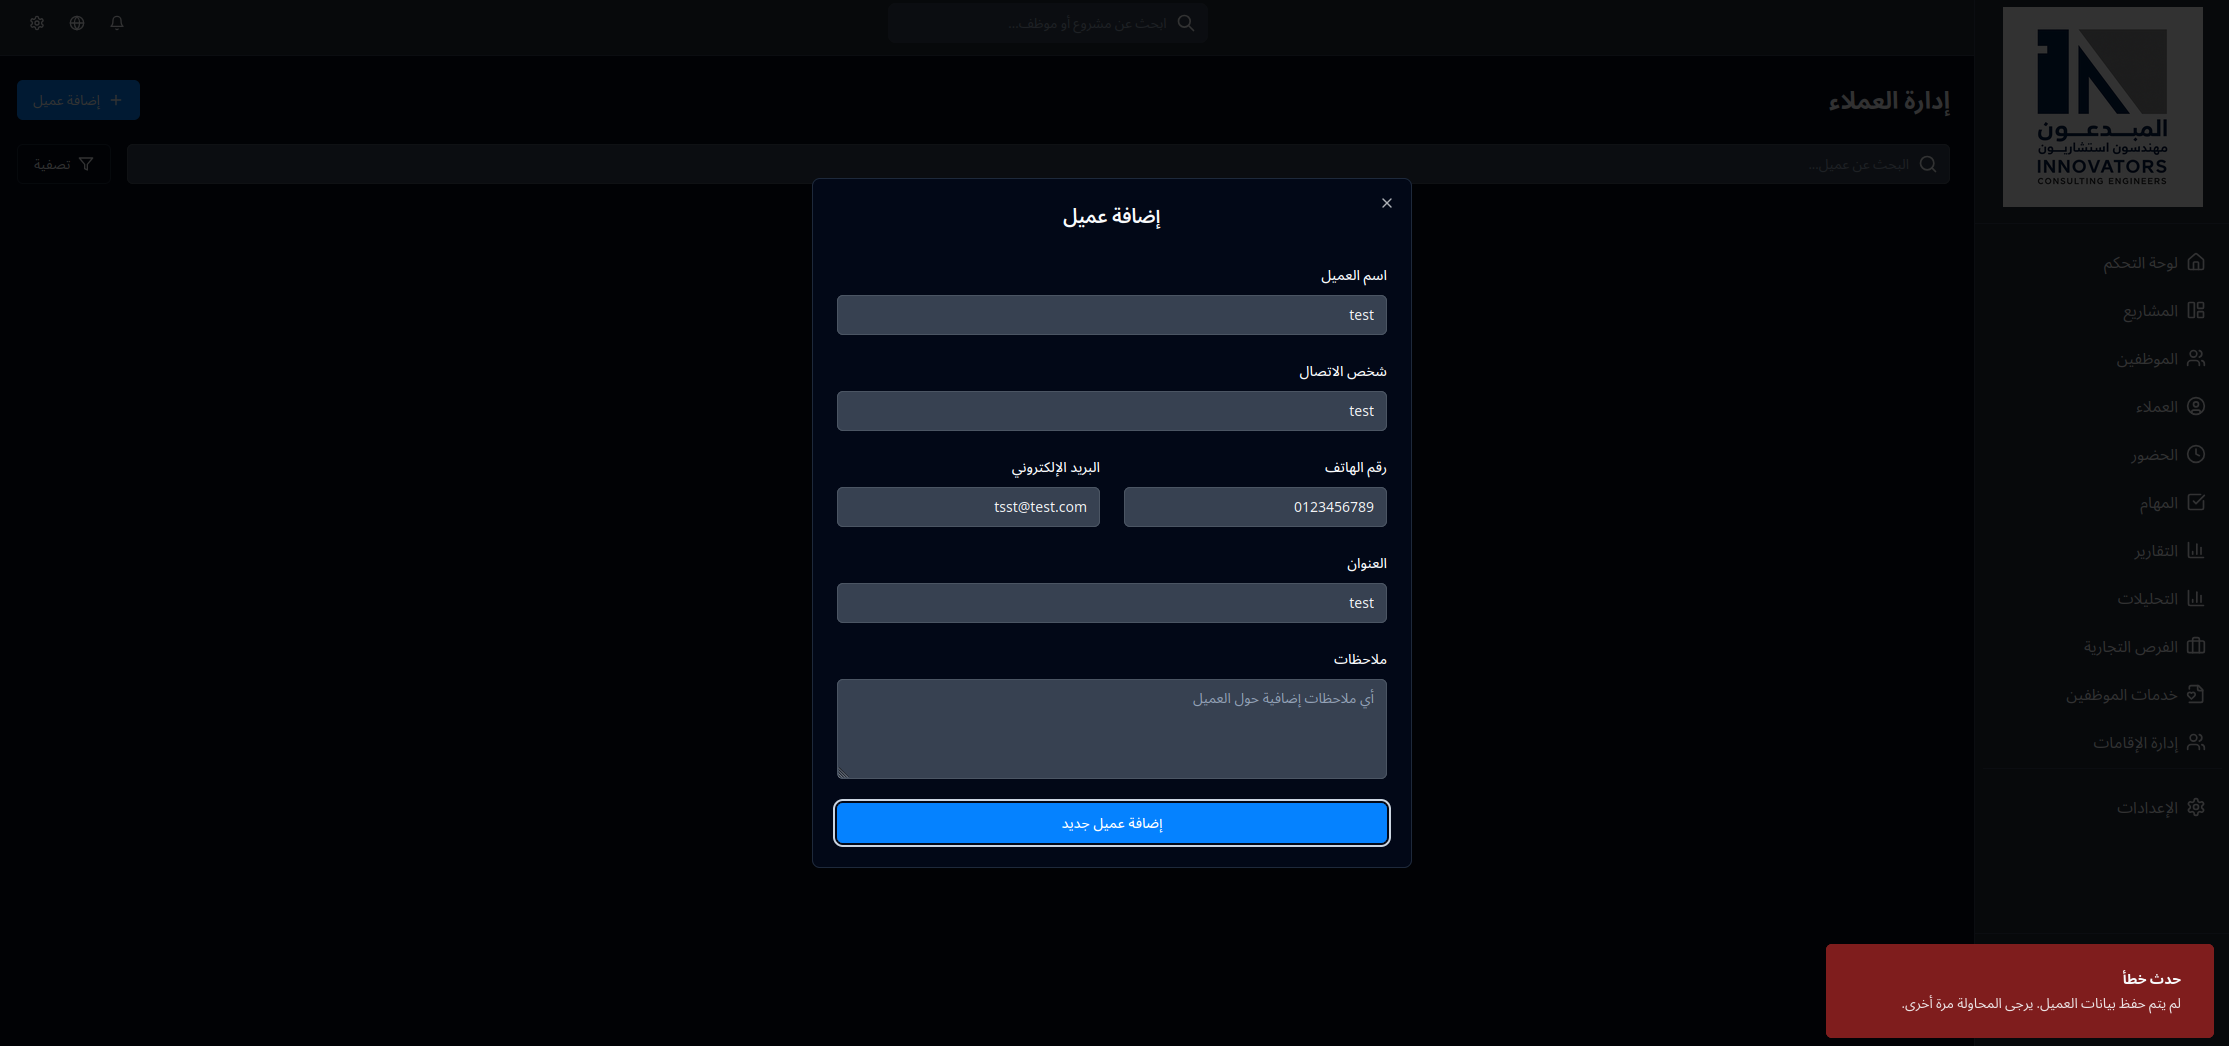 ابحث عن مشروع أو موظف...
المبدعون
مهندسون استشاريون
INNOVATORS
CONSULTING ENGINEERS
إدارة العملاء
إضافة عميل
البحث عن عميل...
تصفية
لوحة التحكم
المشاريع
الموظفين
العملاء
الحضور
المهام
التقارير
التحليلات
الفرص التجارية
خدمات الموظفين
إدارة الإقامات
الإعدادات
إضافة عميل
اسم العميل
test
شخص الاتصال
test
رقم الهاتف
0123456789
البريد الإلكتروني
tsst@test.com
العنوان
test
ملاحظات
أي ملاحظات إضافية حول العميل
إضافة عميل جديد
حدث خطأ
لم يتم حفظ بيانات العميل. يرجى المحاولة مرة أخرى.